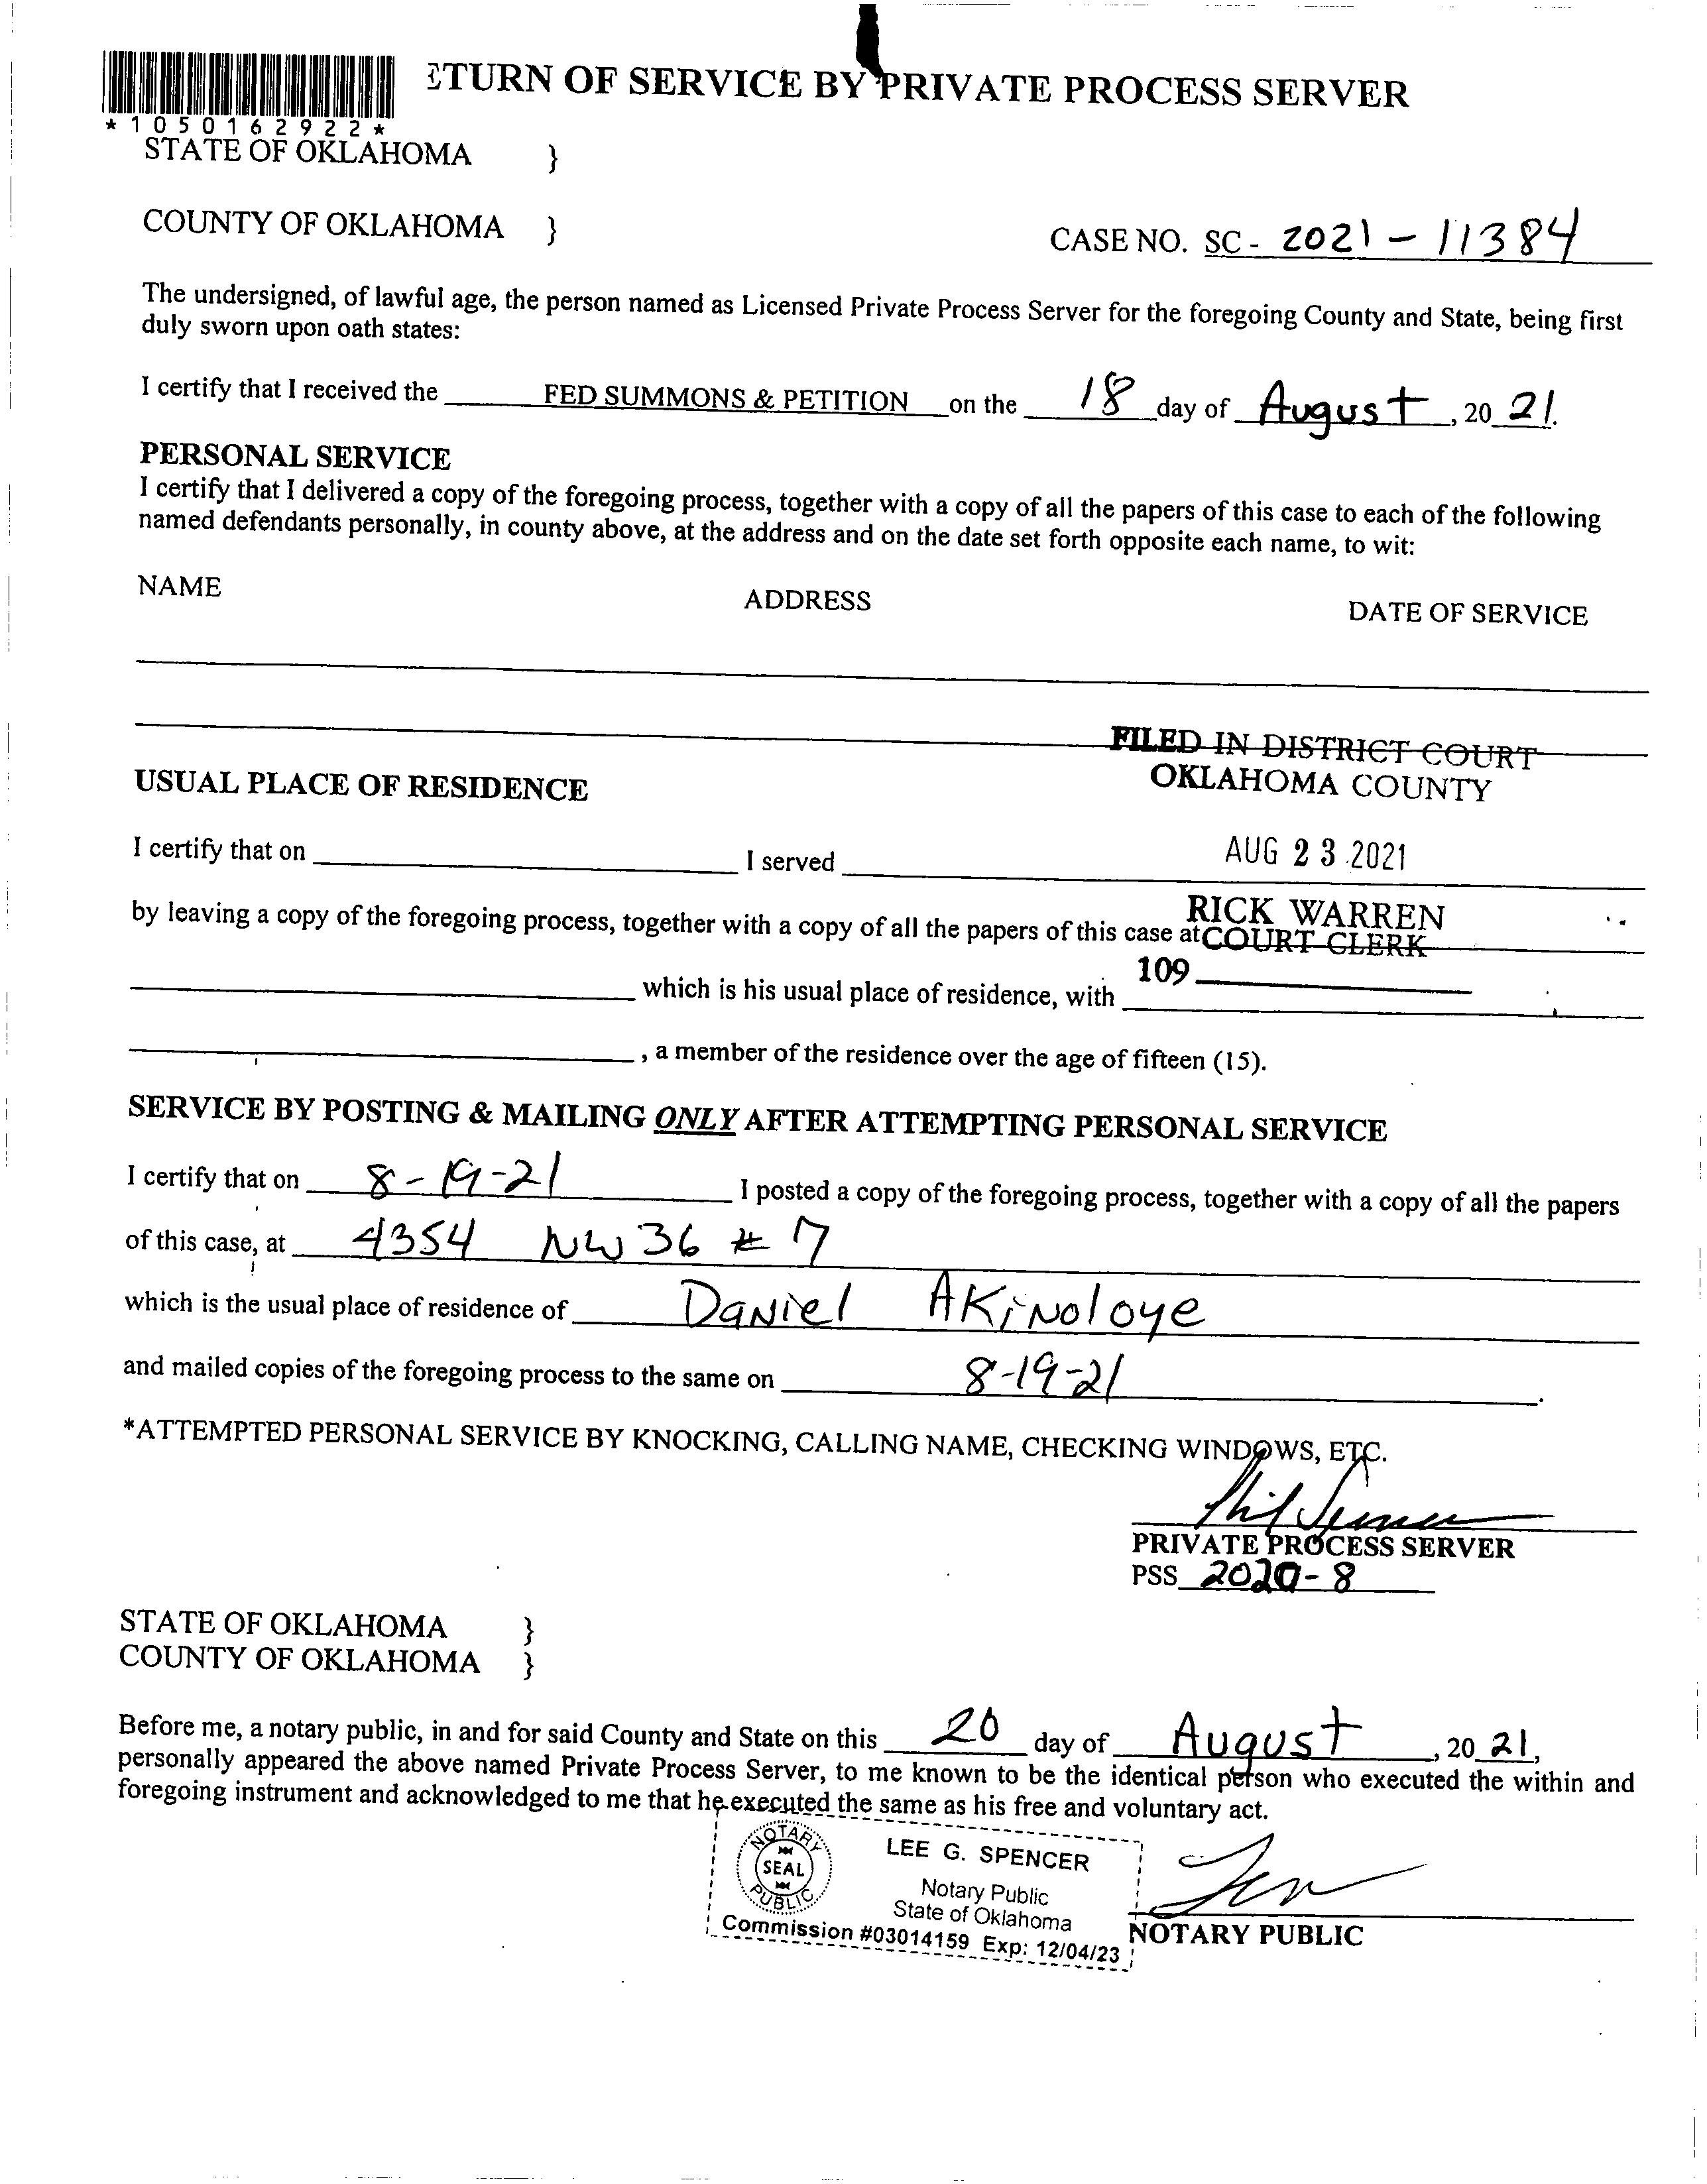 ETURN OF SERVICE BY PRIVATE PROCESS SERVER
*1050162922*
STATE OF OKLAHOMA }
COUNTY OF OKLAHOMA }
CASE NO. SC - 2021 - 11384
The undersigned, of lawful age, the person named as Licensed Private Process Server for the foregoing County and State, being first
duly sworn upon oath states:
I certify that I received the FED SUMMONS & PETITION on the 18 day of August, 20 21.
PERSONAL SERVICE
I certify that I delivered a copy of the foregoing process, together with a copy of all the papers of this case to each of the following
named defendants personally, in county above, at the address and on the date set forth opposite each name, to wit:
NAME ADDRESS DATE OF SERVICE
FILED IN DISTRICT COURT
OKLAHOMA COUNTY
USUAL PLACE OF RESIDENCE
AUG 23 2021
I certify that on I served
RICK WARREN
by leaving a copy of the foregoing process, together with a copy of all the papers of this case at COURT CLERK
109
which is his usual place of residence, with
, a member of the residence over the age of fifteen (15).
SERVICE BY POSTING & MAILING ONLY AFTER ATTEMPTING PERSONAL SERVICE
I certify that on 8-19-21 I posted a copy of the foregoing process, together with a copy of all the papers
of this case, at 4354 NW 36 # 7
which is the usual place of residence of Daniel Akinoloye
and mailed copies of the foregoing process to the same on 8-19-21.
*ATTEMPTED PERSONAL SERVICE BY KNOCKING, CALLING NAME, CHECKING WINDOWS, ETC.
PRIVATE PROCESS SERVER
PSS 2020-8
STATE OF OKLAHOMA }
COUNTY OF OKLAHOMA }
Before me, a notary public, in and for said County and State on this 20 day of August, 20 21,
personally appeared the above named Private Process Server, to me known to be the identical person who executed the within and
foregoing instrument and acknowledged to me that he executed the same as his free and voluntary act.
NOTARY PUBLIC SEAL
LEE G. SPENCER
Notary Public
State of Oklahoma
Commission #03014159 Exp: 12/04/23
NOTARY PUBLIC